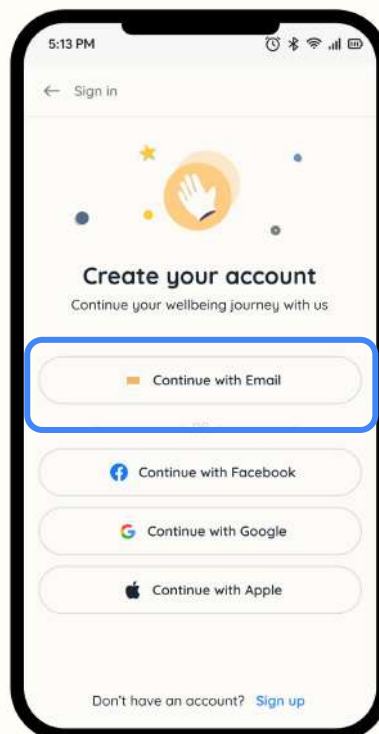 5:13 PM
Sign in
Create your account
Continue your wellbeing journey with us
Continue with Email
OR
Continue with Facebook
Continue with Google
Continue with Apple
Don't have an account? Sign up